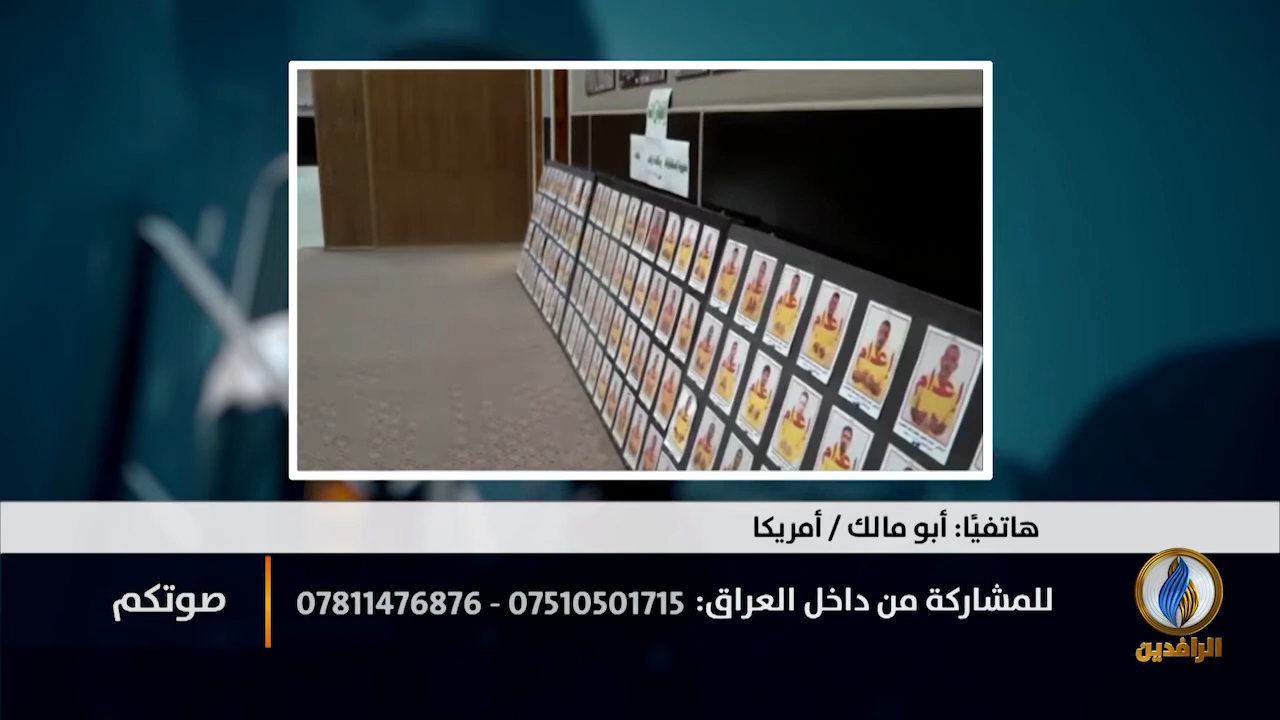 هاتفيًا: أبو مالك / أمريكا
للمشاركة من داخل العراق: 07510501715 - 07811476876
صوتكم
الرافدين